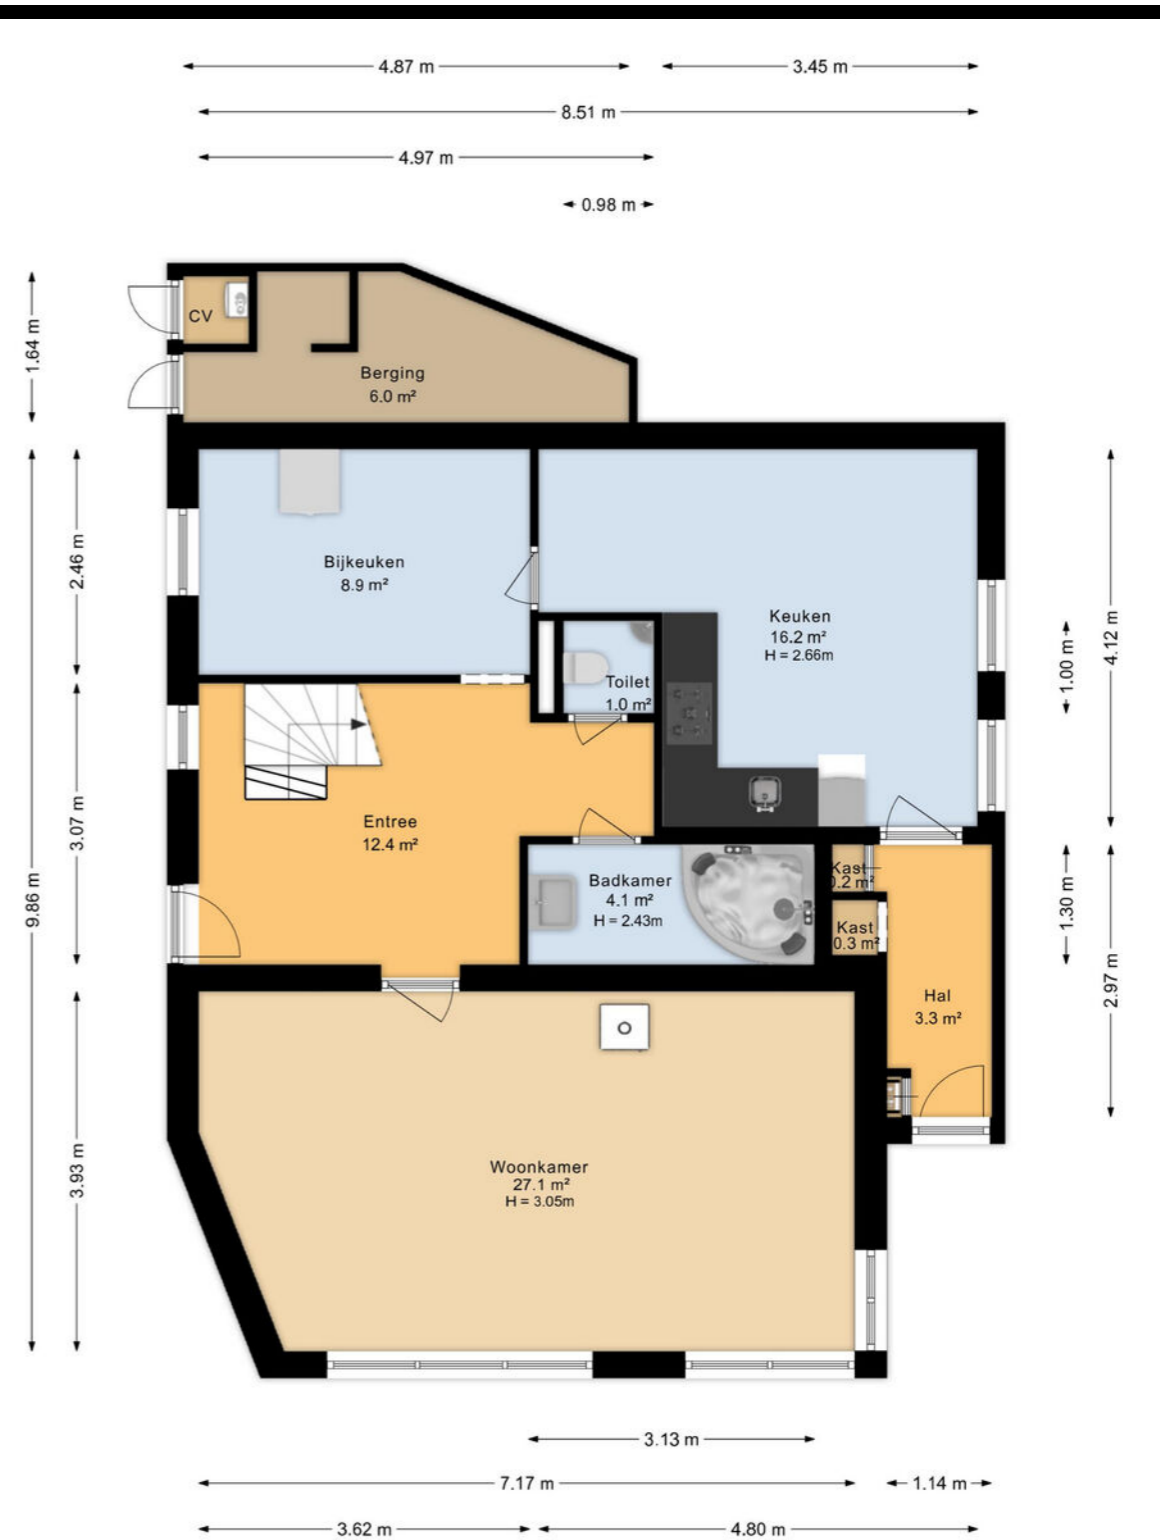 4.87 m
3.45 m
8.51 m
4.97 m
0.98 m
1.64 m
CV
Berging
6.0 m²
2.46 m
Bijkeuken
8.9 m²
Keuken
16.2 m²
H = 2.66m
4.12 m
1.00 m
Toilet
1.0 m²
3.07 m
Entree
12.4 m²
9.86 m
Badkamer
4.1 m²
H = 2.43m
Kast
0.2 m²
Kast
0.3 m²
1.30 m
2.97 m
Hal
3.3 m²
3.93 m
Woonkamer
27.1 m²
H = 3.05m
3.13 m
7.17 m
1.14 m
3.62 m
4.80 m